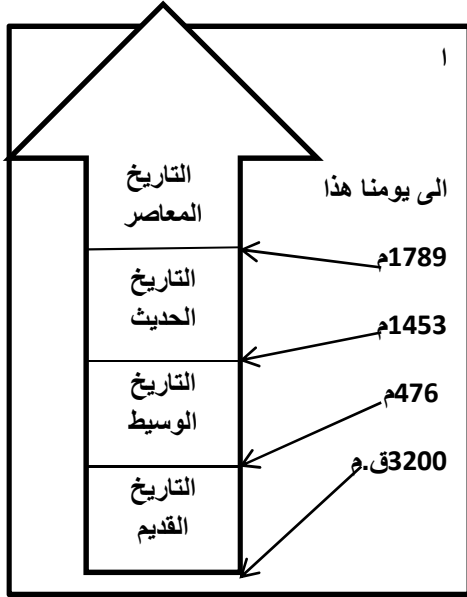 ا
الى يومنا هذا
التاريخ
المعاصر
1789م
التاريخ
الحديث
1453م
التاريخ
الوسيط
476م
3200ق.م
التاريخ
القديم